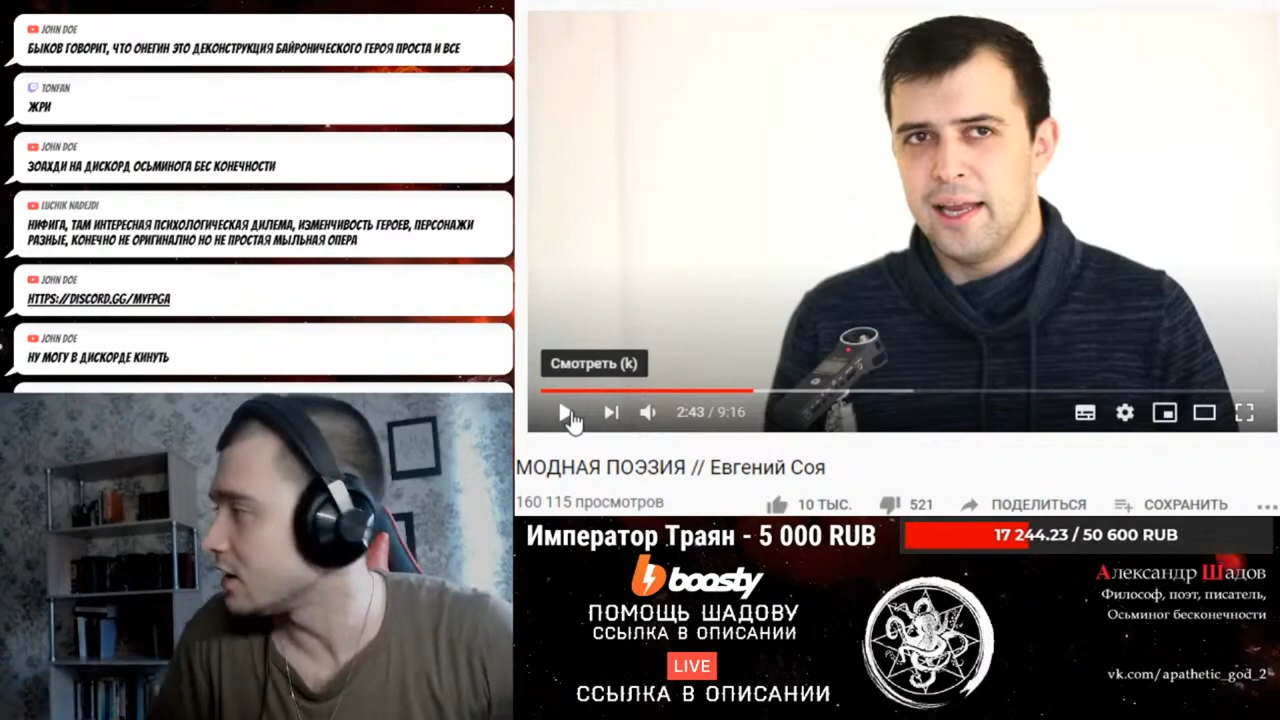 JOHN DOE
БЫКОВ ГОВОРИТ, ЧТО ОНЕГИН ЭТО ДЕКОНСТРУКЦИЯ БАЙРОНИЧЕСКОГО ГЕРОЯ ПРОСТА И ВСЕ
TONFAN
ЖРИ
JOHN DOE
ЗОАХДИ НА ДИСКОРД ОСЬМИНОГА БЕС КОНЕЧНОСТИ
LUCHIK NADEJDI
НИФИГА, ТАМ ИНТЕРЕСНАЯ ПСИХОЛОГИЧЕСКАЯ ДИЛЕМА, ИЗМЕНЧИВОСТЬ ГЕРОЕВ, ПЕРСОНАЖИ
РАЗНЫЕ, КОНЕЧНО НЕ ОРИГИНАЛНО НО НЕ ПРОСТАЯ МЫЛЬНАЯ ОПЕРА
JOHN DOE
HTTPS://DISCORD.GG/MYFPGA
JOHN DOE
НУ МОГУ В ДИСКОРДЕ КИНУТЬ
Смотреть (k)
2:43 / 9:16
МОДНАЯ ПОЭЗИЯ // Евгений Соя
160 115 просмотров
10 ТЫС.
521
ПОДЕЛИТЬСЯ
СОХРАНИТЬ
Император Траян - 5 000 RUB
17 244.23 / 50 600 RUB
boosty
ПОМОЩЬ ШАДОВУ
ССЫЛКА В ОПИСАНИИ
LIVE
ССЫЛКА В ОПИСАНИИ
Александр Шадов
Философ, поэт, писатель,
Осьминог бесконечности
vk.com/apathetic_god_2